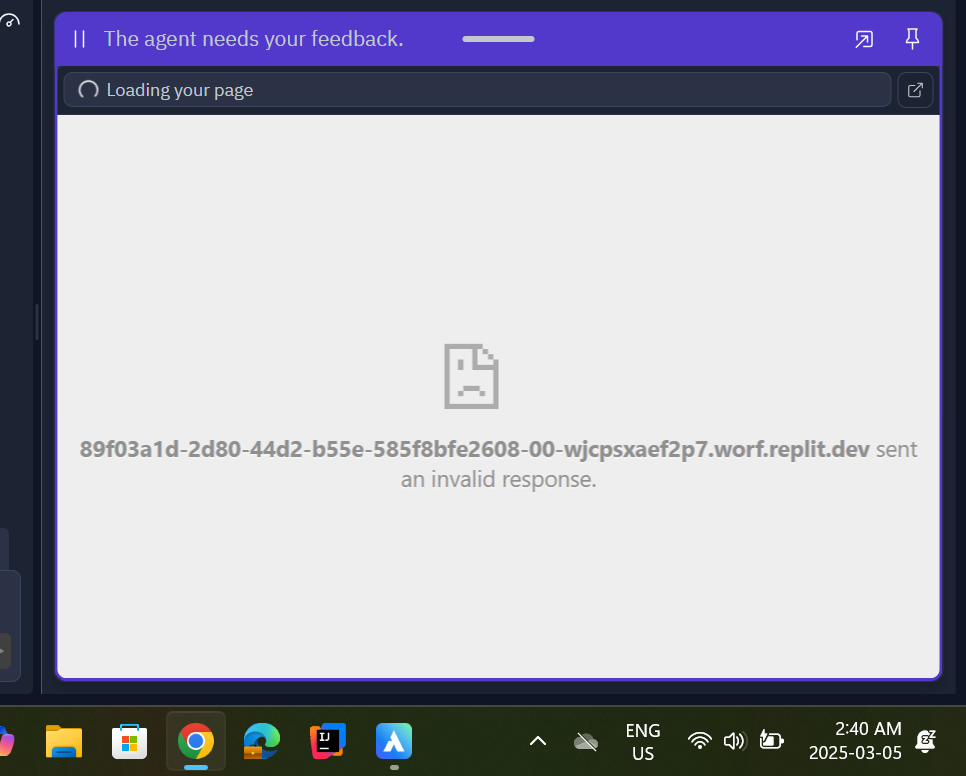 The agent needs your feedback.
Loading your page
89f03a1d-2d80-44d2-b55e-585f8bfe2608-00-wjcpsxaef2p7.worf.replit.dev sent
an invalid response.
IJ
ENG
US
2:40 AM
2025-03-05